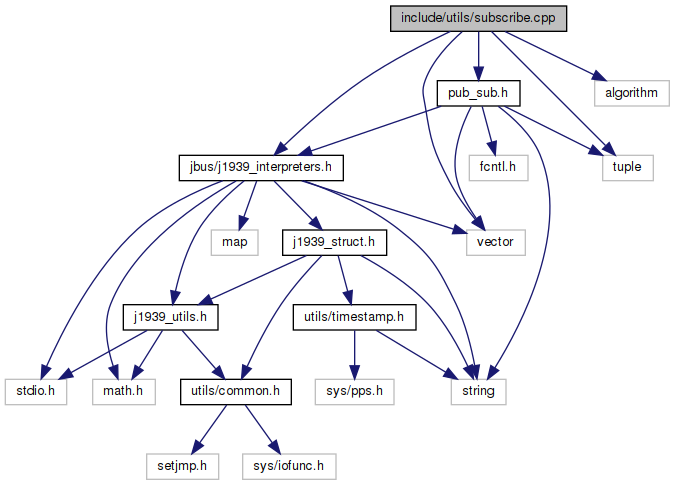 include/utils/subscribe.cpp
pub_sub.h
algorithm
jbus/j1939_interpreters.h
fcntl.h
tuple
map
j1939_struct.h
vector
j1939_utils.h
utils/timestamp.h
stdio.h
math.h
utils/common.h
sys/pps.h
string
setjmp.h
sys/iofunc.h